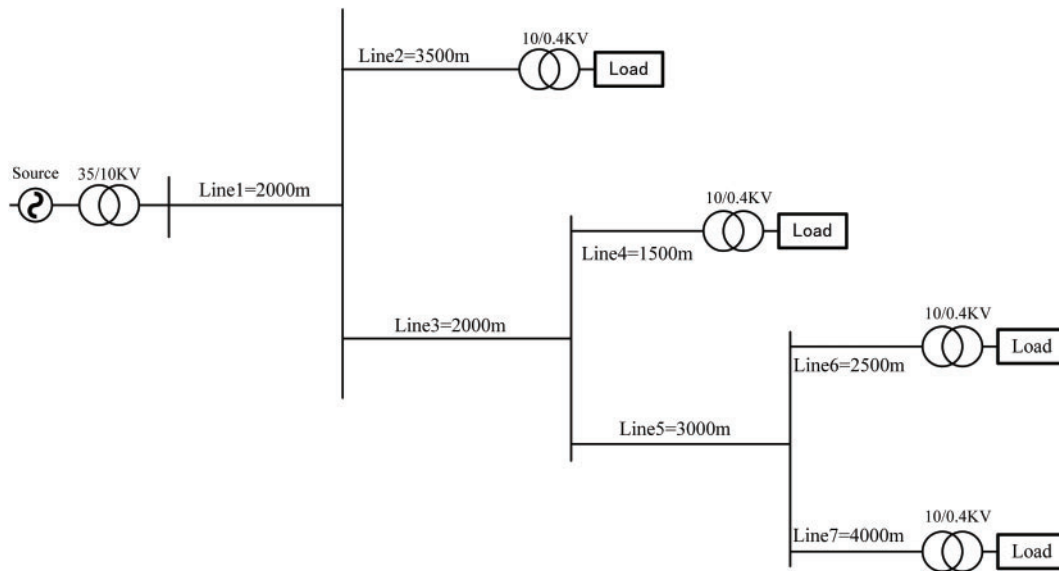 10/0.4KV
Line2=3500m
Load
Source
35/10KV
Line1=2000m
10/0.4KV
Load
Line4=1500m
Line3=2000m
10/0.4KV
Load
Line6=2500m
Line5=3000m
10/0.4KV
Line7=4000m
Load